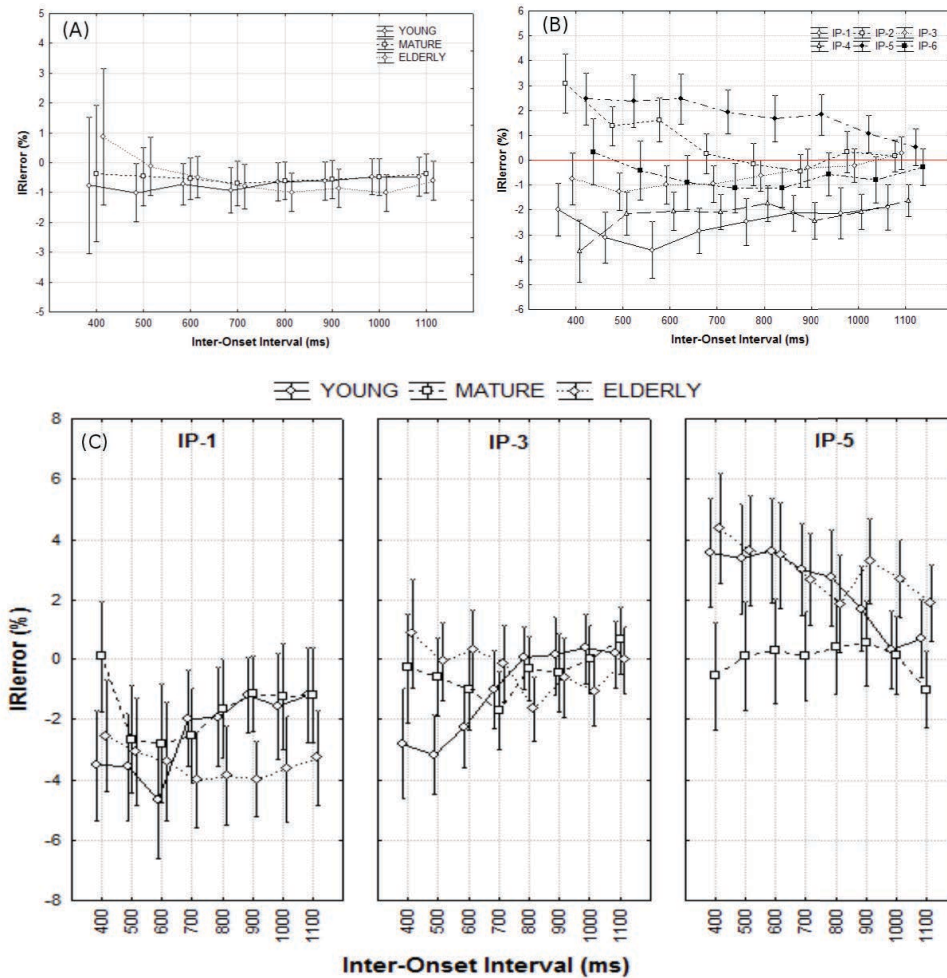 (A)
YOUNG
MATURE
ELDERLY
IRIerror (%)
5
4
3
2
1
0
-1
-2
-3
-4
-5
400 500 600 700 800 900 1000 1100
Inter-Onset Interval (ms)
(B)
IP-1 IP-2 IP-3
IP-4 IP-5 IP-6
IRIerror (%)
6
5
4
3
2
1
0
-1
-2
-3
-4
-5
-6
400 500 600 700 800 900 1000 1100
Inter-Onset Interval (ms)
YOUNG MATURE ELDERLY
(C)
IP-1 IP-3 IP-5
IRIerror (%)
8
6
4
2
0
-2
-4
-6
-8
400 500 600 700 800 900 1000 1100 400 500 600 700 800 900 1000 1100 400 500 600 700 800 900 1000 1100
Inter-Onset Interval (ms)